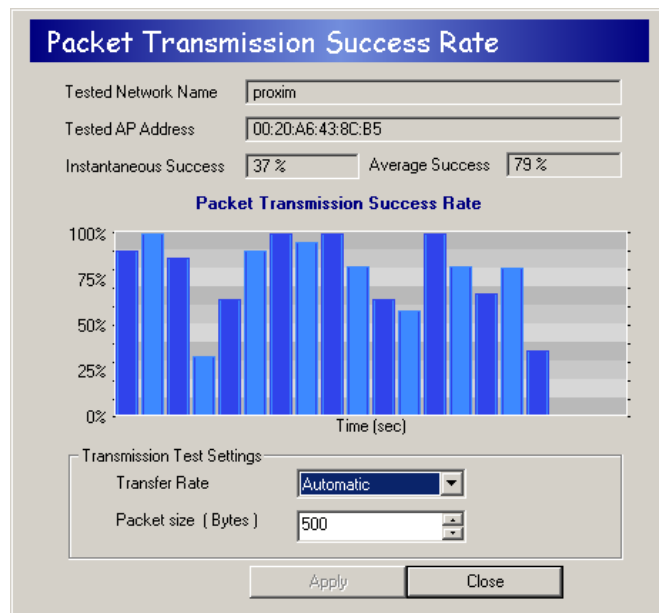 Packet Transmission Success Rate
Tested Network Name proxim
Tested AP Address 00:20:A6:43:8C:B5
Instantaneous Success 37 % Average Success 79 %
Packet Transmission Success Rate
100%
75%
50%
25%
0%
Time (sec)
Transmission Test Settings
Transfer Rate Automatic
Packet size ( Bytes ) 500
Apply Close